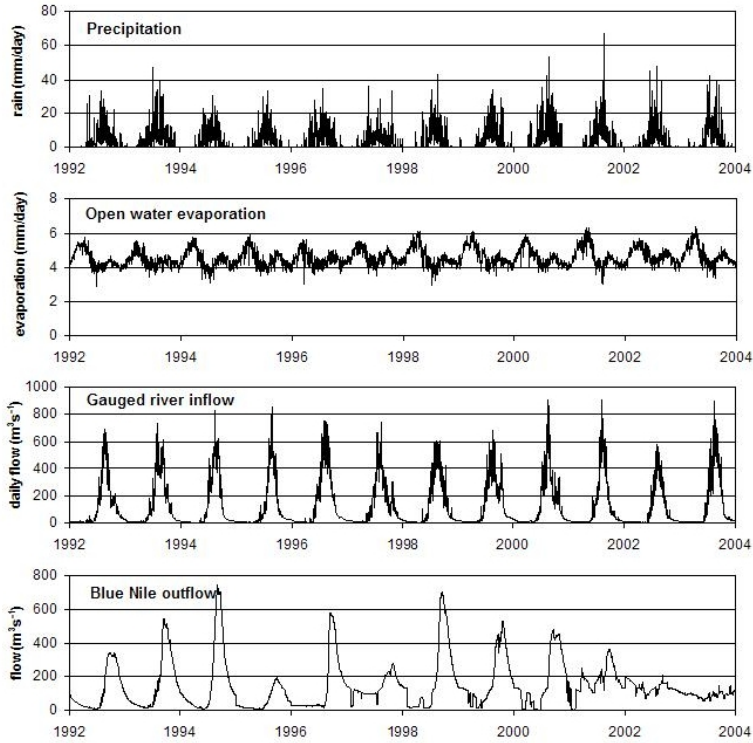 Precipitation
rain (mm/day)
80
60
40
20
0
1992 1994 1996 1998 2000 2002 2004
Open water evaporation
evaporation (mm/day)
8
6
4
2
0
1992 1994 1996 1998 2000 2002 2004
Gauged river inflow
daily flow (m³s⁻¹)
1000
800
600
400
200
0
1992 1994 1996 1998 2000 2002 2004
Blue Nile outflow
flow (m³s⁻¹)
800
600
400
200
0
1992 1994 1996 1998 2000 2002 2004